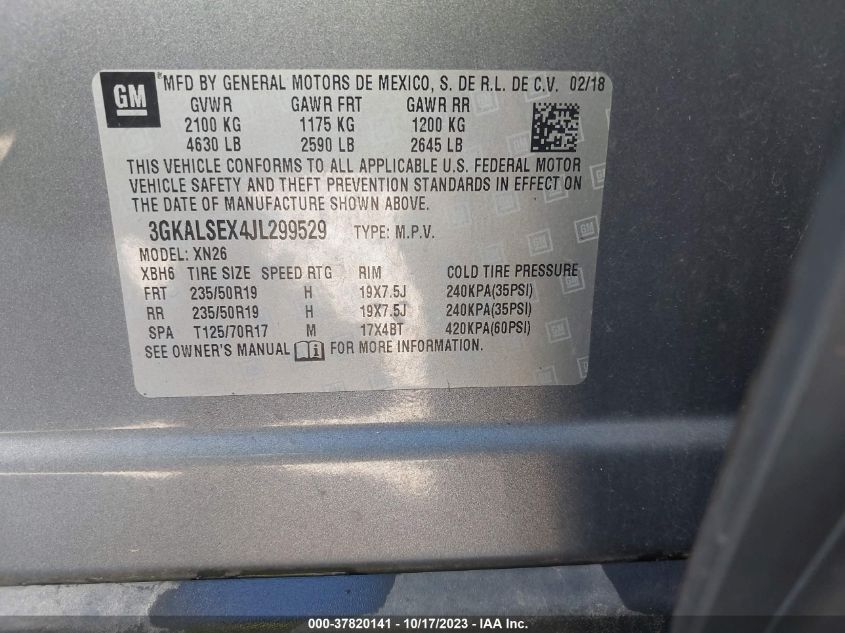 GM MFD BY GENERAL MOTORS DE MEXICO, S. DE R.L. DE C.V. 02/18
GVWR GAWR FRT GAWR RR
2100 KG 1175 KG 1200 KG
4630 LB 2590 LB 2645 LB
THIS VEHICLE CONFORMS TO ALL APPLICABLE U.S. FEDERAL MOTOR
VEHICLE SAFETY AND THEFT PREVENTION STANDARDS IN EFFECT ON
THE DATE OF MANUFACTURE SHOWN ABOVE.
3GKALSEX4JL299529 TYPE: M.P.V.
MODEL: XN26
XBH6 TIRE SIZE SPEED RTG RIM COLD TIRE PRESSURE
FRT 235/50R19 H 19X7.5J 240KPA(35PSI)
RR 235/50R19 H 19X7.5J 240KPA(35PSI)
SPA T125/70R17 M 17X4BT 420KPA(60PSI)
SEE OWNER'S MANUAL i FOR MORE INFORMATION.
000-37820141 - 10/17/2023 - www.IAAI.com